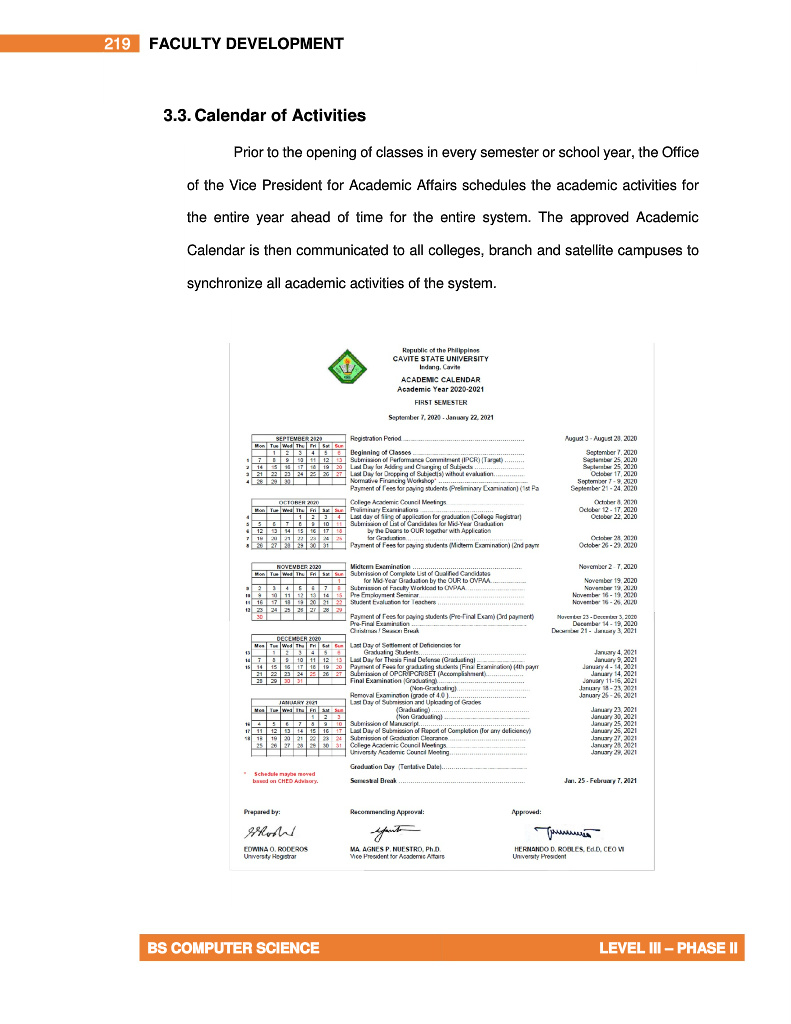 219 FACULTY DEVELOPMENT
3.3. Calendar of Activities
Prior to the opening of classes in every semester or school year, the Office
of the Vice President for Academic Affairs schedules the academic activities for
the entire year ahead of time for the entire system. The approved Academic
Calendar is then communicated to all colleges, branch and satellite campuses to
synchronize all academic activities of the system.
Republic of the Philippines
CAVITE STATE UNIVERSITY
Indang, Cavite
ACADEMIC CALENDAR
Academic Year 2020-2021
FIRST SEMESTER
September 7, 2020 - January 22, 2021
SEPTEMBER 2020
Mon Tue Wed Thu Fri Sat Sun
1 2 3 4 5 6
1 7 8 9 10 11 12 13
2 14 15 16 17 18 19 20
3 21 22 23 24 25 26 27
4 28 29 30
Registration Period August 3 - August 28, 2020
Beginning of Classes September 7, 2020
Submission of Performance Commitment (IPCR) (Target) September 25, 2020
Last Day for Adding and Changing of Subjects September 25, 2020
Last Day for Dropping of Subject(s) without evaluation October 17, 2020
Normative Financing Workshop* September 7 - 9, 2020
Payment of Fees for paying students (Preliminary Examination) (1st Pa September 21 - 24, 2020
OCTOBER 2020
Mon Tue Wed Thu Fri Sat Sun
4 1 2 3 4
5 5 6 7 8 9 10 11
6 12 13 14 15 16 17 18
7 19 20 21 22 23 24 25
8 26 27 28 29 30 31
College Academic Council Meetings October 8, 2020
Preliminary Examinations October 12 - 17, 2020
Last day of filing of application for graduation (College Registrar) October 22, 2020
Submission of List of Candidates for Mid-Year Graduation
by the Deans to OUR together with Application
for Graduation October 28, 2020
Payment of Fees for paying students (Midterm Examination) (2nd paym October 26 - 29, 2020
NOVEMBER 2020
Mon Tue Wed Thu Fri Sat Sun
1
9 2 3 4 5 6 7 8
10 9 10 11 12 13 14 15
11 16 17 18 19 20 21 22
12 23 24 25 26 27 28 29
30
Midterm Examination November 2 - 7, 2020
Submission of Complete List of Qualified Candidates
for Mid-Year Graduation by the OUR to OVPAA November 19, 2020
Submission of Faculty Workload to OVPAA November 19, 2020
Pre Employment Seminar November 16 - 19, 2020
Student Evaluation for Teachers November 16 - 26, 2020
Payment of Fees for paying students (Pre-Final Exam) (3rd payment) November 23 - December 3, 2020
Pre-Final Examination December 14 - 19, 2020
Christmas / Season Break December 21 - January 3, 2021
DECEMBER 2020
Mon Tue Wed Thu Fri Sat Sun
13 1 2 3 4 5 6
14 7 8 9 10 11 12 13
15 14 15 16 17 18 19 20
21 22 23 24 25 26 27
28 29 30 31
Last Day of Settlement of Deficiencies for
Graduating Students January 4, 2021
Last Day for Thesis Final Defense (Graduating) January 9, 2021
Payment of Fees for graduating students (Final Examination) (4th paym January 4 - 14, 2021
Submission of OPCR/IPCR/SET (Accomplishment) January 14, 2021
Final Examination (Graduating) January 11-16, 2021
(Non-Graduating) January 18 - 23, 2021
Removal Examination (grade of 4.0) January 25 - 26, 2021
JANUARY 2021
Mon Tue Wed Thu Fri Sat Sun
1 2 3
16 4 5 6 7 8 9 10
17 11 12 13 14 15 16 17
18 18 19 20 21 22 23 24
25 26 27 28 29 30 31
Last Day of Submission and Uploading of Grades
(Graduating) January 23, 2021
(Non Graduating) January 30, 2021
Submission of Manuscript January 25, 2021
Last Day of Submission of Report of Completion (for any deficiency) January 26, 2021
Submission of Graduation Clearance January 27, 2021
College Academic Council Meetings January 28, 2021
University Academic Council Meeting January 29, 2021
Graduation Day (Tentative Date)
* Schedule maybe moved
based on CHED Advisory.
Semestral Break Jan. 25 - February 7, 2021
Prepared by: Recommending Approval: Approved:
EDWINA O. RODEROS MA. AGNES P. NUESTRO, Ph.D. HERNANDO D. ROBLES, Ed.D, CEO VI
University Registrar Vice President for Academic Affairs University President
BS COMPUTER SCIENCE LEVEL III – PHASE II